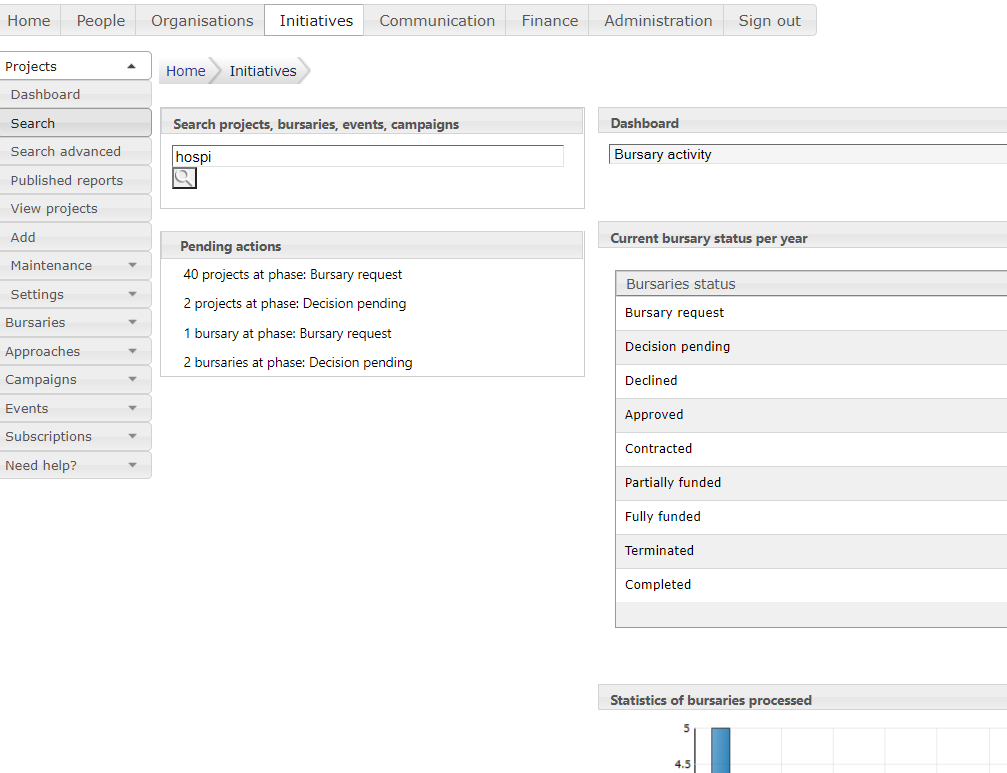 Home People Organisations Initiatives Communication Finance Administration Sign out
Projects
Dashboard
Search
Search advanced
Published reports
View projects
Add
Maintenance
Settings
Bursaries
Approaches
Campaigns
Events
Subscriptions
Need help?
Home Initiatives
Search projects, bursaries, events, campaigns
hospi
Pending actions
40 projects at phase: Bursary request
2 projects at phase: Decision pending
1 bursary at phase: Bursary request
2 bursaries at phase: Decision pending
Dashboard
Bursary activity
Current bursary status per year
Bursaries status
Bursary request
Decision pending
Declined
Approved
Contracted
Partially funded
Fully funded
Terminated
Completed
Statistics of bursaries processed
5
4.5